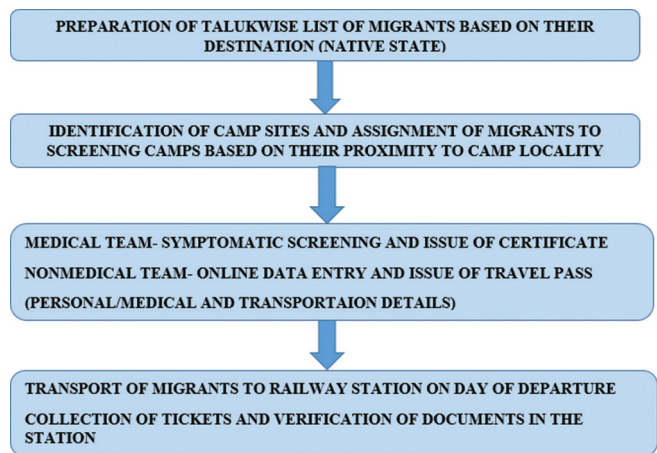 PREPARATION OF TALUKWISE LIST OF MIGRANTS BASED ON THEIR
DESTINATION (NATIVE STATE)
IDENTIFICATION OF CAMP SITES AND ASSIGNMENT OF MIGRANTS TO
SCREENING CAMPS BASED ON THEIR PROXIMITY TO CAMP LOCALITY
MEDICAL TEAM- SYMPTOMATIC SCREENING AND ISSUE OF CERTIFICATE
NONMEDICAL TEAM- ONLINE DATA ENTRY AND ISSUE OF TRAVEL PASS
(PERSONAL/MEDICAL AND TRANSPORTAION DETAILS)
TRANSPORT OF MIGRANTS TO RAILWAY STATION ON DAY OF DEPARTURE
COLLECTION OF TICKETS AND VERIFICATION OF DOCUMENTS IN THE
STATION